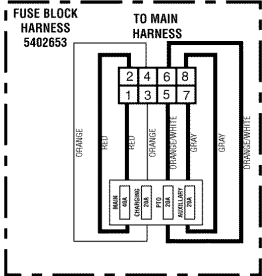 FUSE BLOCK
HARNESS
5402653
TO MAIN
HARNESS
2 4 6 8
1 3 5 7
ORANGE
RED
RED
ORANGE
ORANGE/WHITE
GRAY
GRAY
ORANGE/WHITE
MAIN
40A
CHARGING
20A
PTO
20A
AUXILLARY
20A